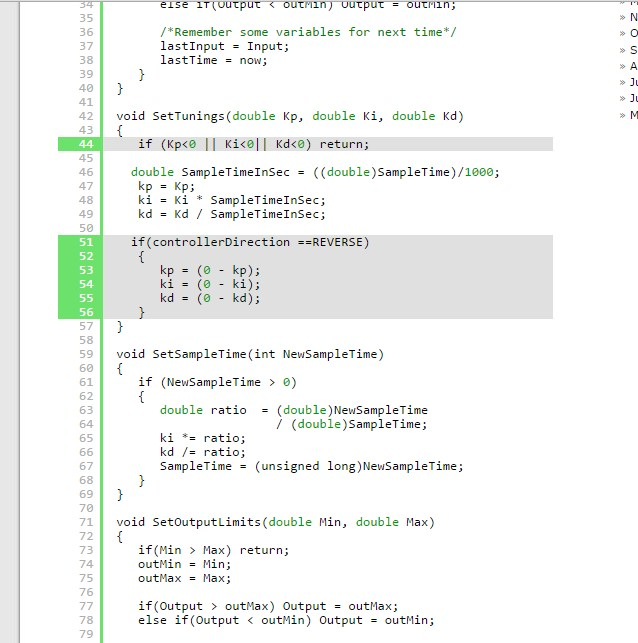 34 else if(Output < outMin) Output = outMin;
35
36 /*Remember some variables for next time*/
37 lastInput = Input;
38 lastTime = now;
39 }
40 }
41
42 void SetTunings(double Kp, double Ki, double Kd)
43 {
44 if (Kp<0 || Ki<0|| Kd<0) return;
45
46 double SampleTimeInSec = ((double)SampleTime)/1000;
47 kp = Kp;
48 ki = Ki * SampleTimeInSec;
49 kd = Kd / SampleTimeInSec;
50
51 if(controllerDirection ==REVERSE)
52 {
53 kp = (0 - kp);
54 ki = (0 - ki);
55 kd = (0 - kd);
56 }
57 }
58
59 void SetSampleTime(int NewSampleTime)
60 {
61 if (NewSampleTime > 0)
62 {
63 double ratio = (double)NewSampleTime
64 / (double)SampleTime;
65 ki *= ratio;
66 kd /= ratio;
67 SampleTime = (unsigned long)NewSampleTime;
68 }
69 }
70
71 void SetOutputLimits(double Min, double Max)
72 {
73 if(Min > Max) return;
74 outMin = Min;
75 outMax = Max;
76
77 if(Output > outMax) Output = outMax;
78 else if(Output < outMin) Output = outMin;
79
» N
» O
» S
» A
» Ju
» Ju
» M